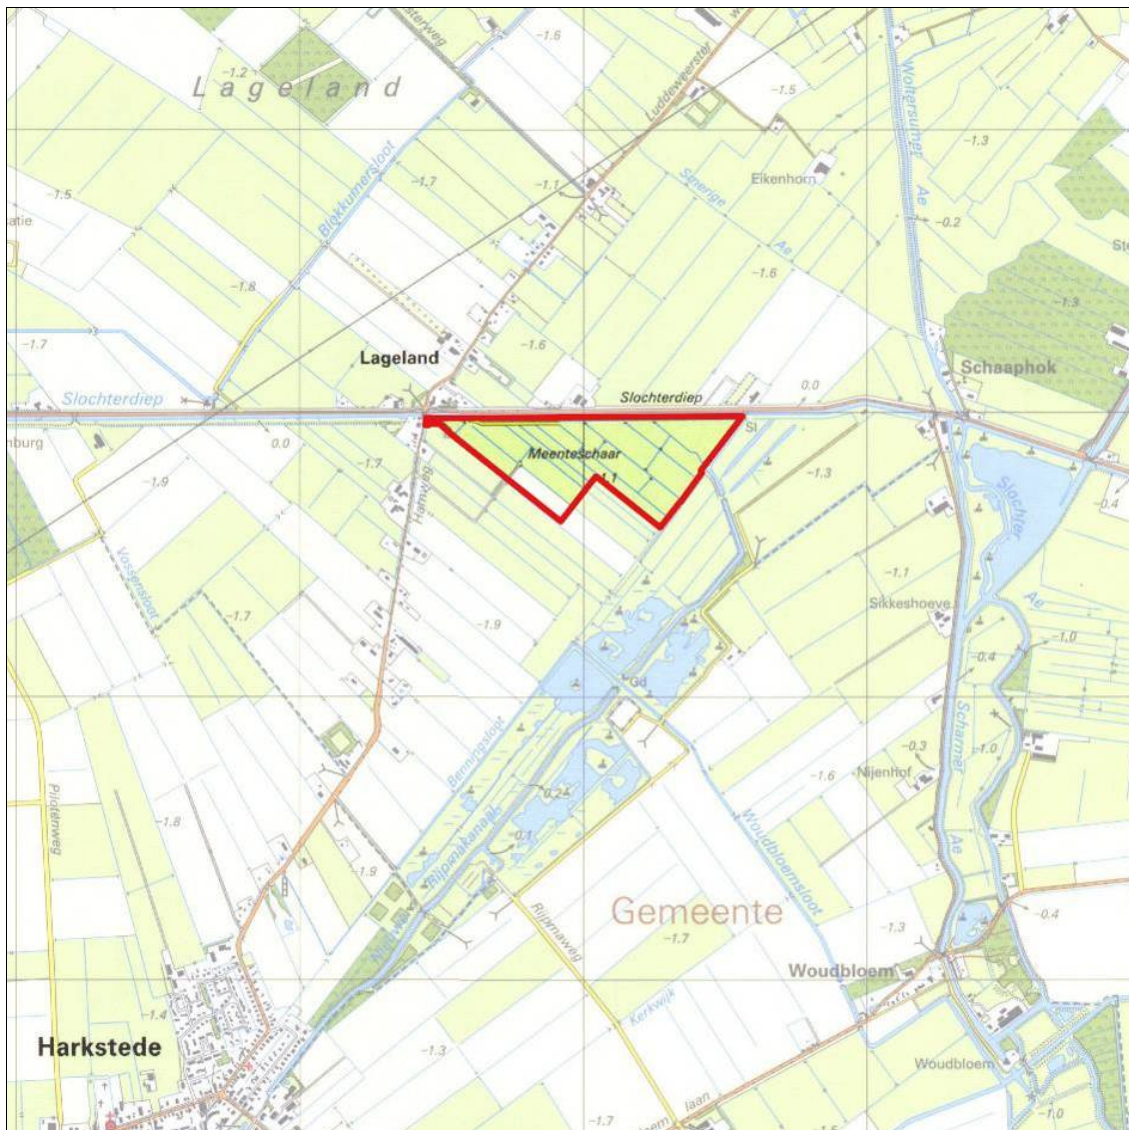 -1.6
-1.2
Lageland
Luddeweerster
-1.5
Woltersumer
Ae
-1.3
Blokkumersloot
-1.7
-1.1
Smerige
Ae
Eikenhorn
-1.5
-0.2
-1.8
-1.6
-1.3
-1.7
Lageland
-1.6
Schaaphok
Slochterdiep
Slochterdiep
0.0
0.0
-1.7
Meenteschaar
1.1
Sl
-1.3
-1.9
Hamweg
Slochter
Ae
-0.4
Vossensloot
-1.7
-1.1
-1.9
Sikkeshoeve
-1.0
-0.4
Gd
Benningsloot
Scharmer
Ae
-1.0
-0.3
Nijenhof
-1.6
Pilotenweg
-1.8
0.2
0.1
Rijpmakanaal
Woudbloemsloot
-1.9
Rijpmaweg
Gemeente
-1.7
-1.3
-0.4
Woudbloem
Kerkwijk
-1.4
Harkstede
-1.3
Woudbloem
laan
-1.7
-1.0